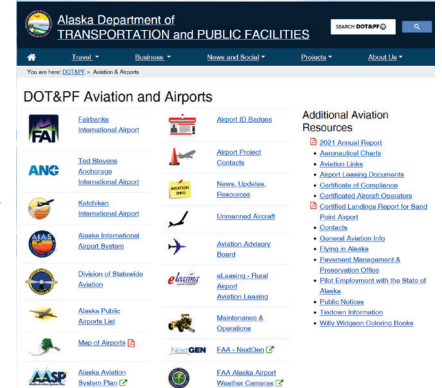 Alaska Department of
TRANSPORTATION and PUBLIC FACILITIES
SEARCH DOT&PF
Travel
Business
News and Social
Projects
About Us
You are here: DOT&PF > Aviation & Airports
DOT&PF Aviation and Airports
FAI
Fairbanks
International Airport
ANC
Ted Stevens
Anchorage
International Airport
Ketchikan
International Airport
AIAS
Alaska International
Airport System
Division of Statewide
Aviation
Alaska Public
Airports List
Map of Airports
AASP
Alaska Aviation
System Plan
Airport ID Badges
Airport Project
Contacts
AVIATION
INFO
News, Updates,
Resources
Unmanned Aircraft
Aviation Advisory
Board
eLeasing
eLeasing - Rural
Airport
Aviation Leasing
Maintenance &
Operations
NextGEN
FAA - NextGen
FAA Alaska Airport
Weather Cameras
Additional Aviation
Resources
2021 Annual Report
Aeronautical Charts
Aviation Links
Airport Leasing Documents
Certificate of Compliance
Certificated Aircraft Operators
Certified Landings Report for Sand
Point Airport
Contacts
General Aviation Info
Flying in Alaska
Pavement Management &
Preservation Office
Pilot Employment with the State of
Alaska
Public Notices
Tiedown Information
Willy Widgeon Coloring Books